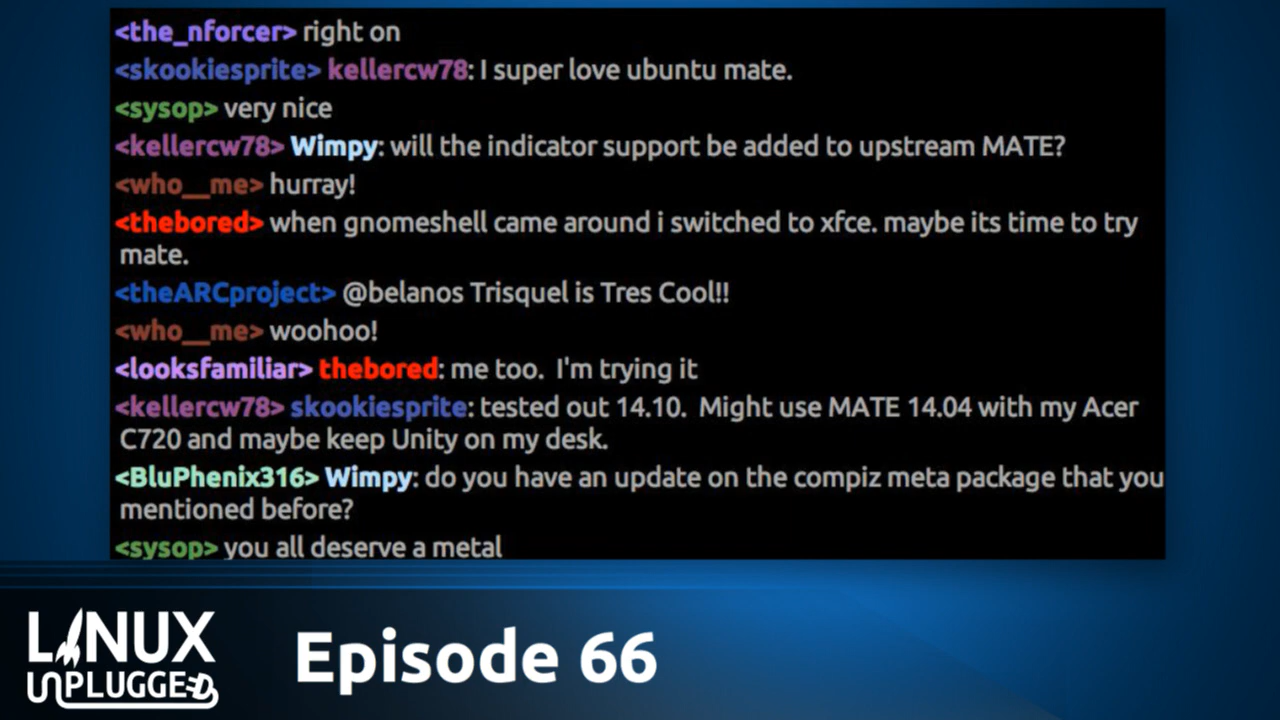 <the_nforcer> right on
<skookiesprite> kellercw78: I super love ubuntu mate.
<sysop> very nice
<kellercw78> Wimpy: will the indicator support be added to upstream MATE?
<who__me> hurray!
<thebored> when gnomeshell came around i switched to xfce. maybe its time to try
mate.
<theARCproject> @belanos Trisquel is Tres Cool!!
<who__me> woohoo!
<looksfamiliar> thebored: me too.  I'm trying it
<kellercw78> skookiesprite: tested out 14.10.  Might use MATE 14.04 with my Acer
C720 and maybe keep Unity on my desk.
<BluPhenix316> Wimpy: do you have an update on the compiz meta package that you
mentioned before?
<sysop> you all deserve a metal
LINUX
UNPLUGGED
Episode 66